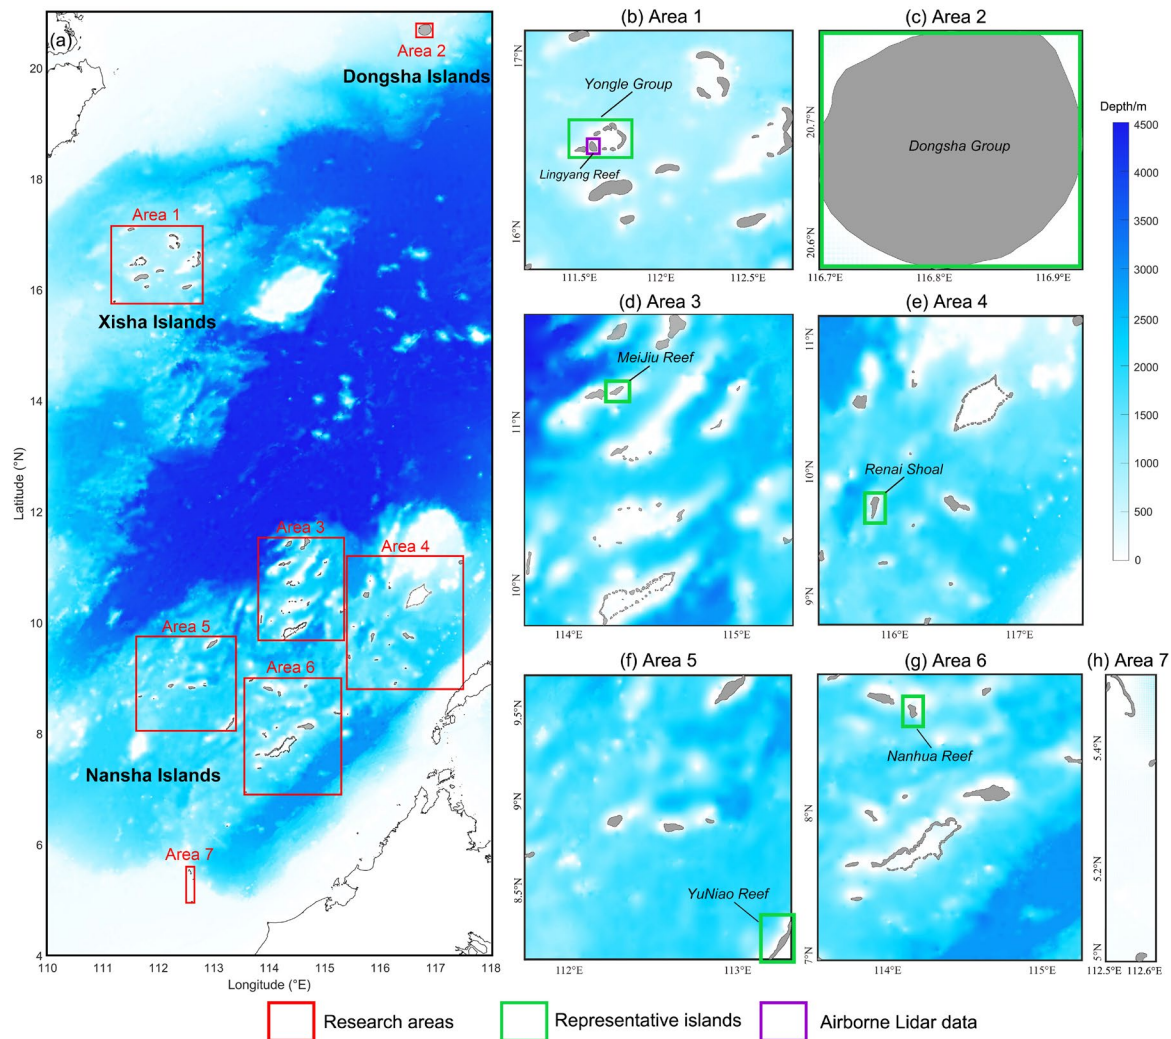 (a)
Area 2
Dongsha Islands
Area 1
Xisha Islands
Area 3
Area 4
Area 5
Area 6
Nansha Islands
Area 7
20
18
16
14
12
10
8
6
4
Latitude (°N)
110
112
113
114
115
116
117
118
Longitude (°E)
(b) Area 1
Yongle Group
Lingyang Reef
17°N
16°N
111.5°E
112°E
112.5°E
(c) Area 2
Dongsha Group
20.7°N
20.6°N
116.7°E
116.8°E
116.9°E
Depth/m
4500
4000
3500
3000
2500
2000
1500
1000
500
0
(d) Area 3
MeiJiu Reef
11°N
10°N
114°E
115°E
(e) Area 4
Renai Shoal
11°N
10°N
9°N
116°E
117°E
(f) Area 5
YuNiao Reef
9.5°N
9°N
8.5°N
112°E
113°E
(g) Area 6
Nanhua Reef
8°N
7°N
114°E
115°E
(h) Area 7
5.4°N
5.2°N
5°N
112.5°E
112.6°E
Research areas
Representative islands
Airborne Lidar data